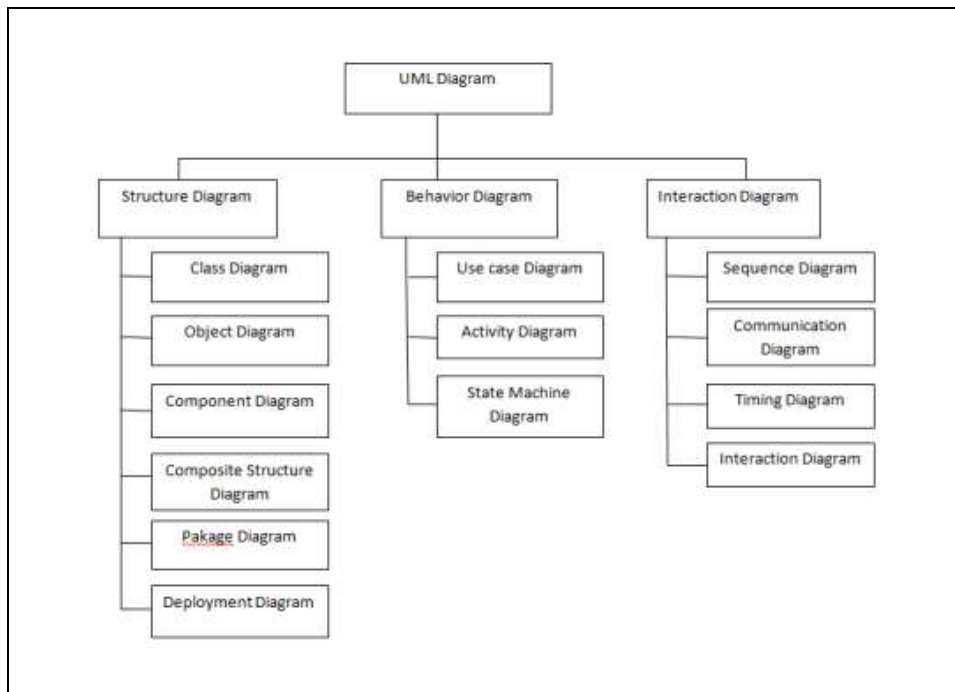 UML Diagram
Structure Diagram
Class Diagram
Object Diagram
Component Diagram
Composite Structure
Diagram
Pakage Diagram
Deployment Diagram
Behavior Diagram
Use case Diagram
Activity Diagram
State Machine
Diagram
Interaction Diagram
Sequence Diagram
Communication
Diagram
Timing Diagram
Interaction Diagram